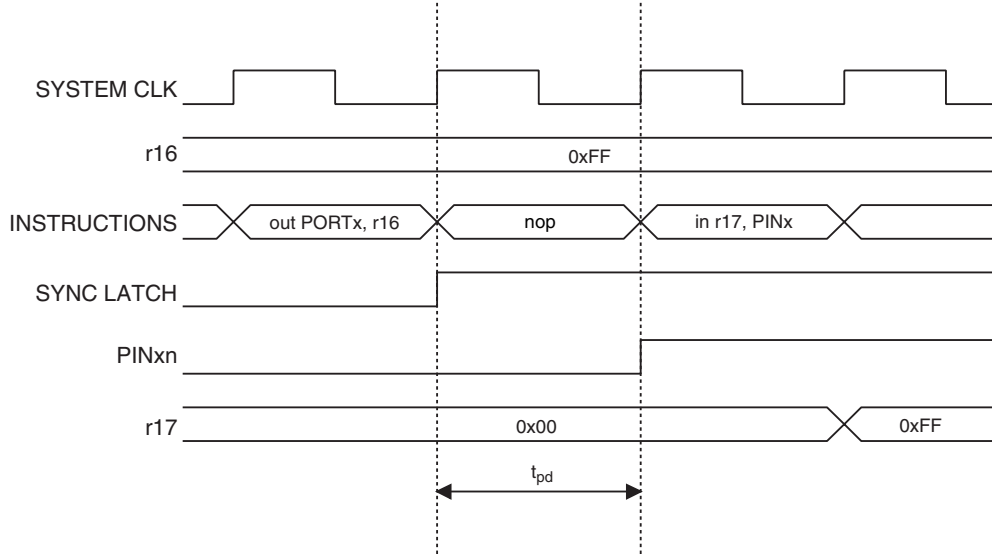 SYSTEM CLK
r16
0xFF
INSTRUCTIONS
out PORTx, r16
nop
in r17, PINx
SYNC LATCH
PINxn
r17
0x00
0xFF
tpd